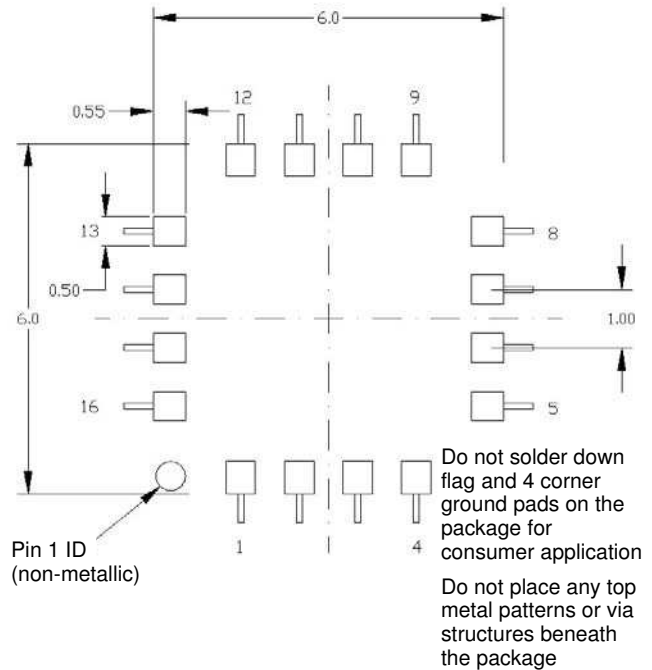 6.0
0.55
12
9
13
8
0.50
6.0
1.00
16
5
Do not solder down
flag and 4 corner
ground pads on the
package for
consumer application
Pin 1 ID
(non-metallic)
1
4
Do not place any top
metal patterns or via
structures beneath
the package